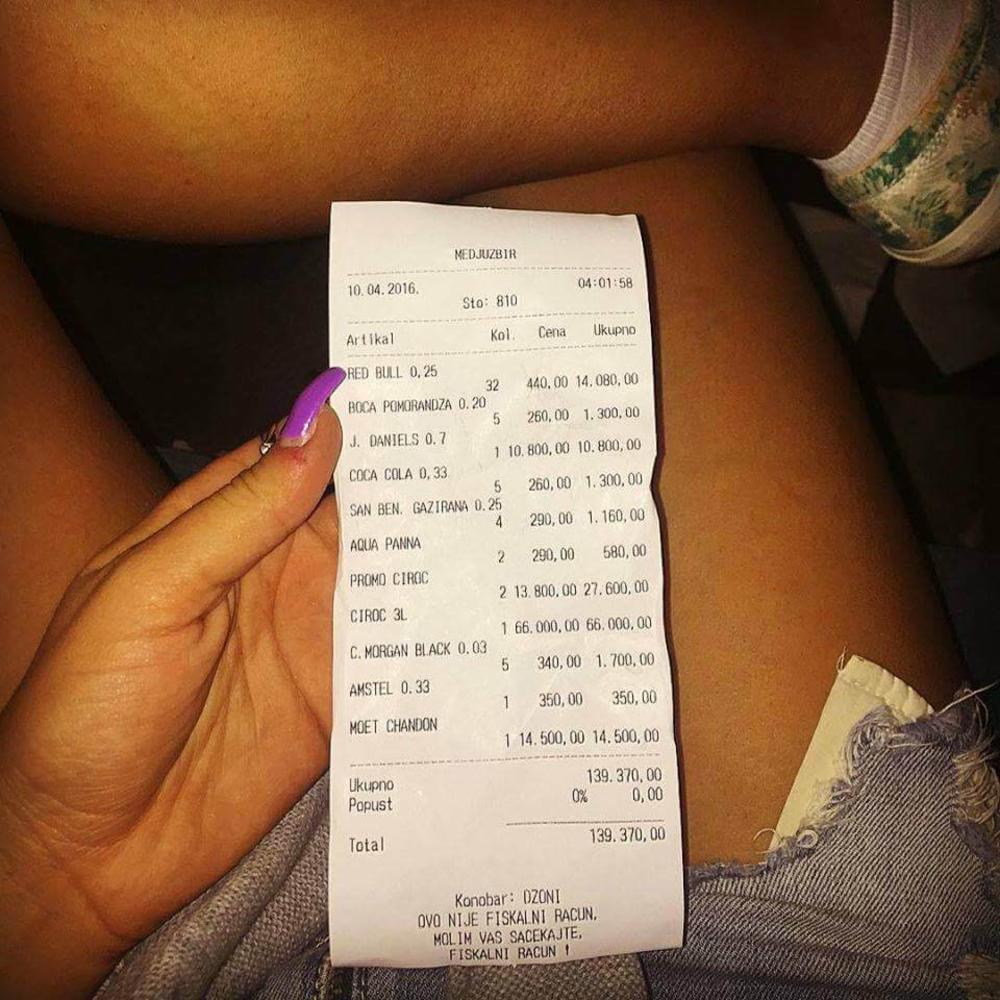 MEDJUZBIR
10.04.2016. 04:01:58
Sto: 810
Artikal Kol. Cena Ukupno
RED BULL 0,25
32 440,00 14.080,00
BOCA POMORANDZA 0.20
5 260,00 1.300,00
J. DANIELS 0.7
1 10.800,00 10.800,00
COCA COLA 0,33
5 260,00 1.300,00
SAN BEN. GAZIRANA 0.25
4 290,00 1.160,00
AQUA PANNA
2 290,00 580,00
PROMO CIROC
2 13.800,00 27.600,00
CIROC 3L
1 66.000,00 66.000,00
C.MORGAN BLACK 0.03
5 340,00 1.700,00
AMSTEL 0.33
1 350,00 350,00
MOET CHANDON
1 14.500,00 14.500,00
Ukupno 139.370,00
Popust 0% 0,00
Total 139.370,00
Konobar: DZONI
OVO NIJE FISKALNI RACUN.
MOLIM VAS SACEKAJTE,
FISKALNI RACUN !